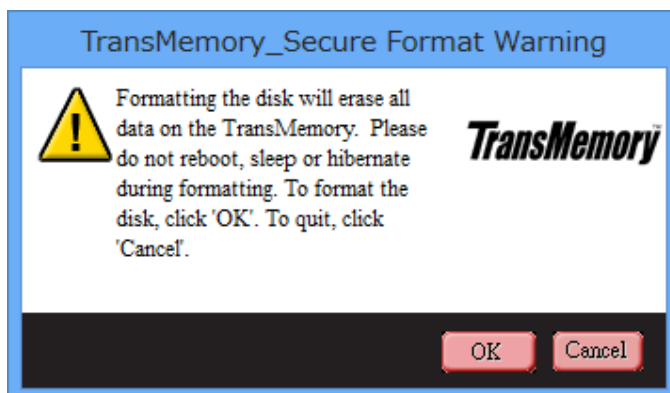 TransMemory_Secure Format Warning
Formatting the disk will erase all
data on the TransMemory. Please
do not reboot, sleep or hibernate
during formatting. To format the
disk, click 'OK'. To quit, click
'Cancel'.
TransMemory™
OK
Cancel